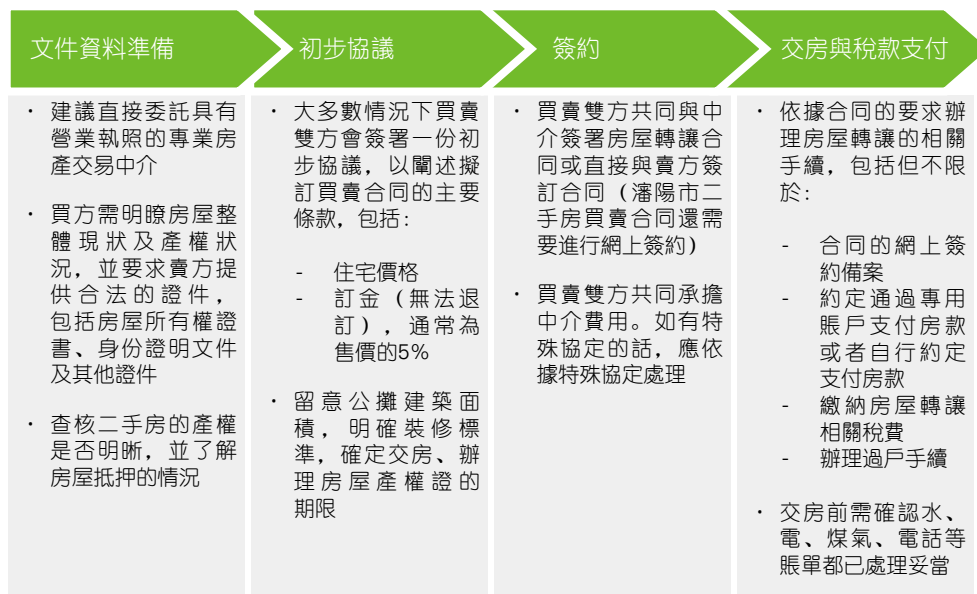 文件資料準備
· 建議直接委託具有
營業執照的專業房
產交易中介
· 買方需明瞭房屋整
體現狀及產權狀
況，並要求賣方提
供合法的證件，
包括房屋所有權證
書、身份證明文件
及其他證件
· 查核二手房的產權
是否明晰，並了解
房屋抵押的情況
初步協議
· 大多數情況下買賣
雙方會簽署一份初
步協議，以闡述擬
訂買賣合同的主要
條款，包括：
- 住宅價格
- 訂金（無法退
訂），通常為
售價的5%
· 留意公攤建築面
積，明確裝修標
準，確定交房、辦
理房屋產權證的
期限
簽約
· 買賣雙方共同與中
介簽署房屋轉讓合
同或直接與賣方簽
訂合同（瀋陽市二
手房買賣合同還需
要進行網上簽約）
· 買賣雙方共同承擔
中介費用。如有特
殊協定的話，應依
據特殊協定處理
交房與稅款支付
· 依據合同的要求辦
理房屋轉讓的相關
手續，包括但不限
於：
- 合同的網上簽
約備案
- 約定通過專用
賬戶支付房款
或者自行約定
支付房款
- 繳納房屋轉讓
相關稅費
- 辦理過戶手續
· 交房前需確認水、
電、煤氣、電話等
賬單都已處理妥當